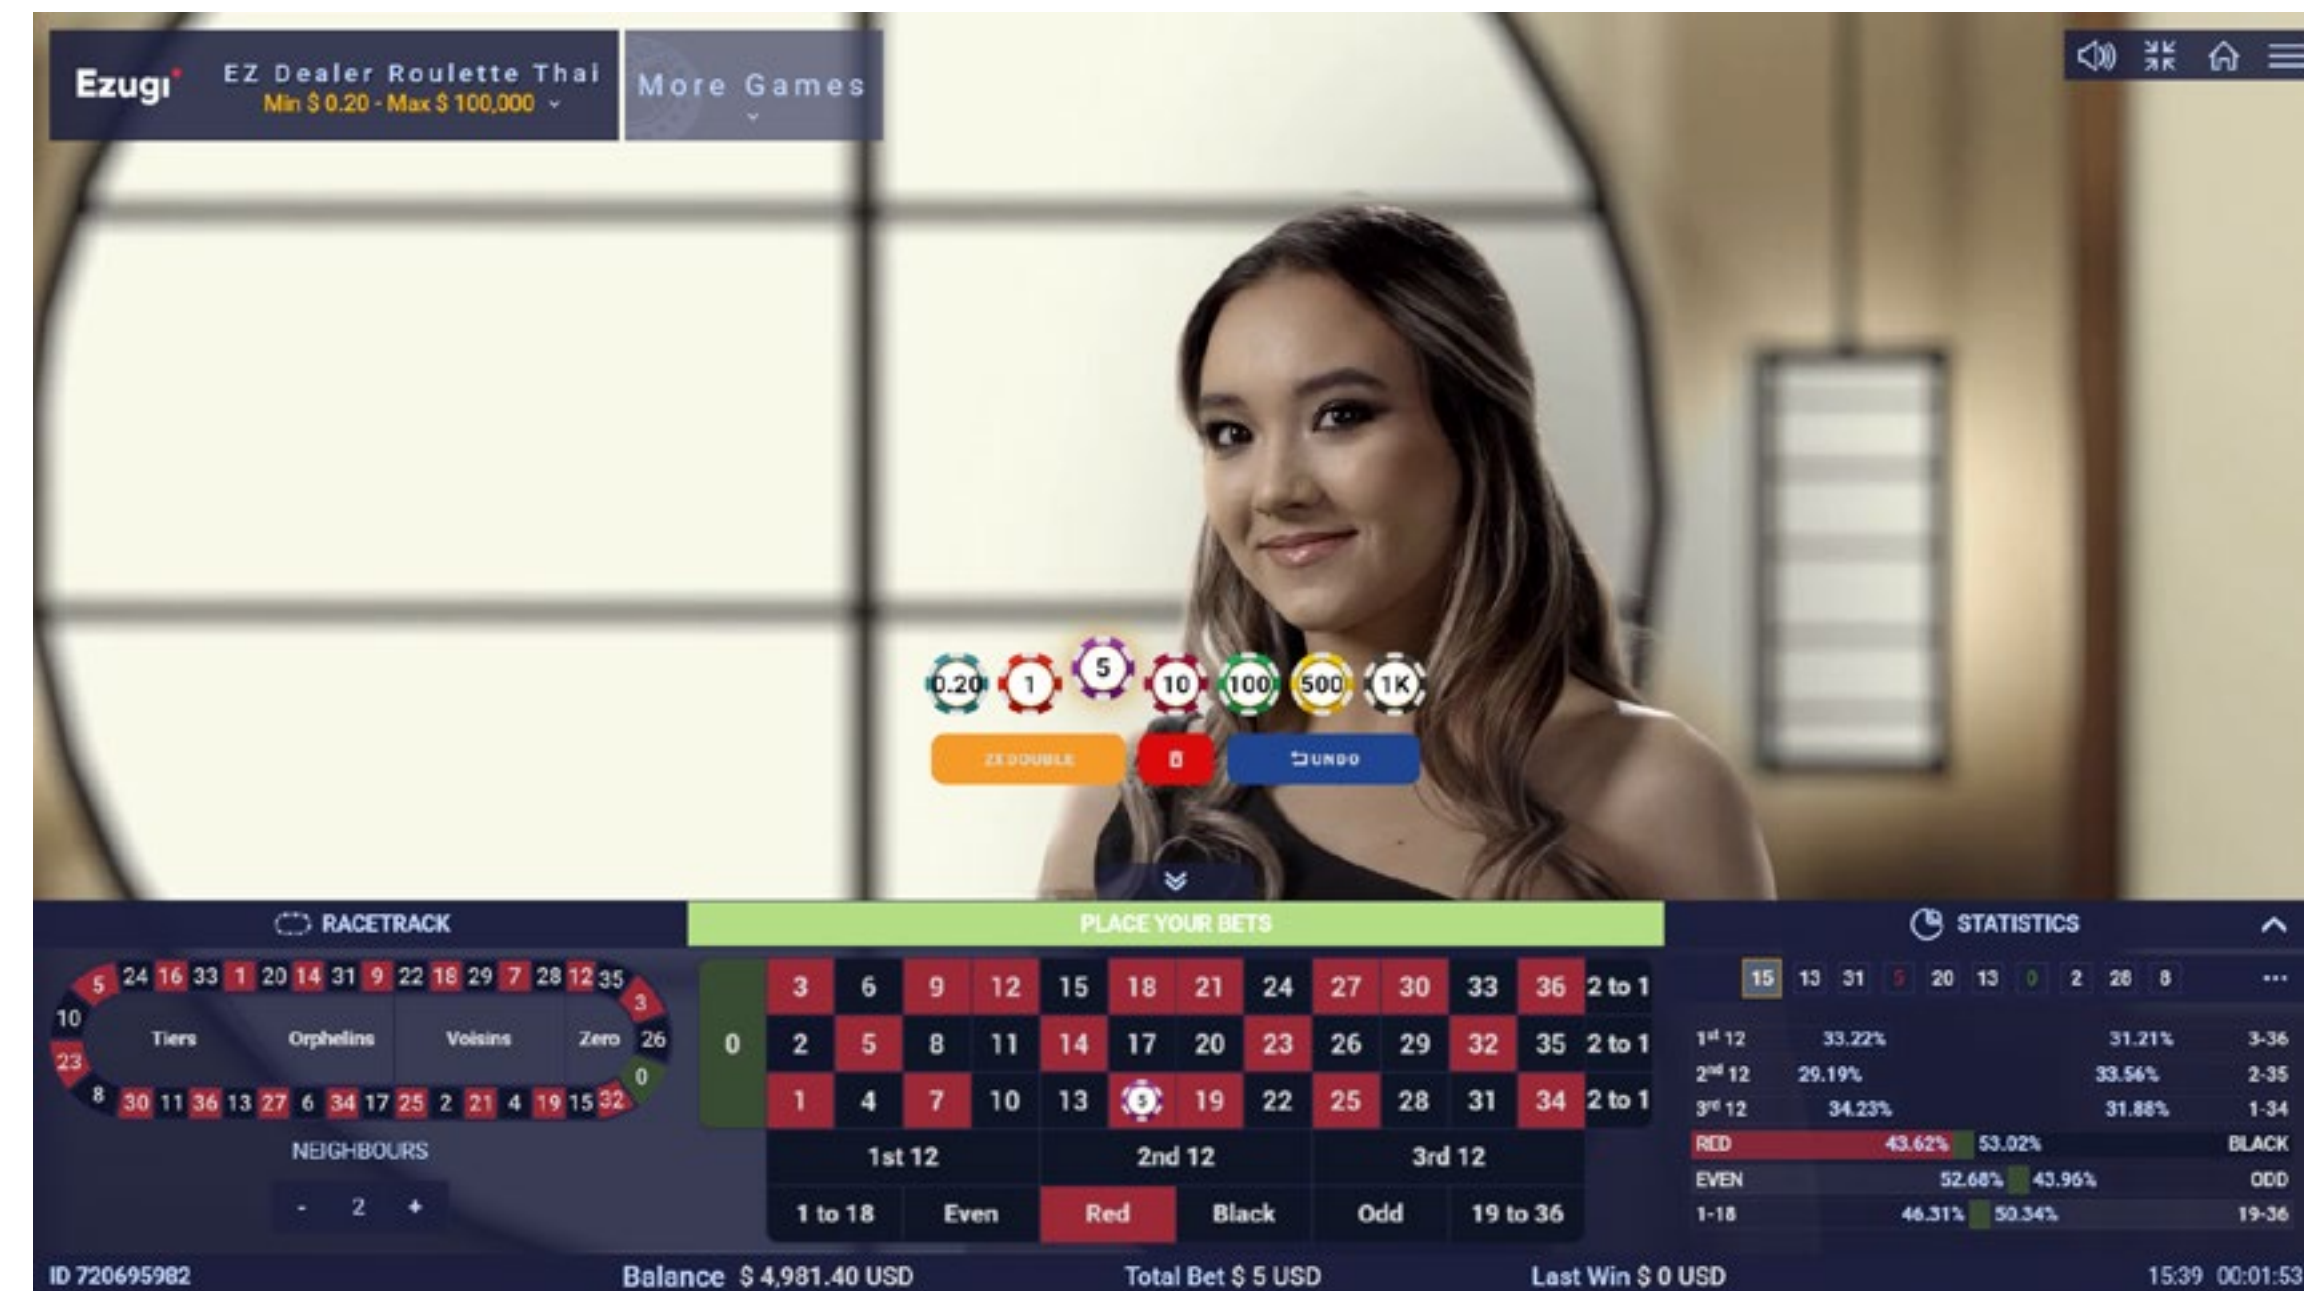 Ezugi
EZ Dealer Roulette Thai
Min $ 0.20 - Max $ 100,000
More Games
0.20 1 5 10 100 500 1K
2X DOUBLE
UNDO
RACETRACK
PLACE YOUR BETS
STATISTICS
5 24 16 33 1 20 14 31 9 22 18 29 7 28 12 35 3
10
Tiers Orphelins Voisins Zero 26
23
0
8 30 11 36 13 27 6 34 17 25 2 21 4 19 15 32
NEIGHBOURS
- 2 +
0
3 6 9 12 15 18 21 24 27 30 33 36 2 to 1
2 5 8 11 14 17 20 23 26 29 32 35 2 to 1
1 4 7 10 13 5 19 22 25 28 31 34 2 to 1
1st 12 2nd 12 3rd 12
1 to 18 Even Red Black Odd 19 to 36
15 13 31 5 20 13 0 2 28 8 ...
1st 12 33.22% 31.21% 3-36
2nd 12 29.19% 33.56% 2-35
3rd 12 34.23% 31.88% 1-34
RED 43.62% 53.02% BLACK
EVEN 52.68% 43.96% ODD
1-18 46.31% 50.34% 19-36
ID 720695982
Balance $ 4,981.40 USD
Total Bet $ 5 USD
Last Win $ 0 USD
15:39 00:01:53